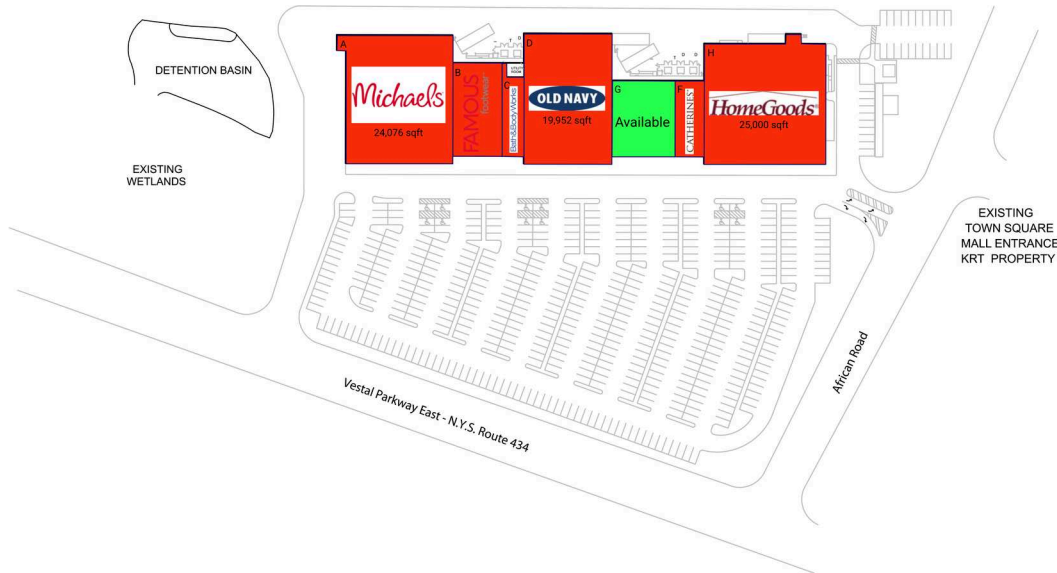 DETENTION BASIN
EXISTING
WETLANDS
A
Michaels
24,076 sqft
B
FAMOUS
footwear
C
Bath&BodyWorks
D
OLD NAVY
19,952 sqft
G
Available
F
CATHERINES
H
HomeGoods
25,000 sqft
T
D
T
D
EXISTING
TOWN SQUARE
MALL ENTRANCE
KRT PROPERTY
African Road
Vestal Parkway East - N.Y.S. Route 434